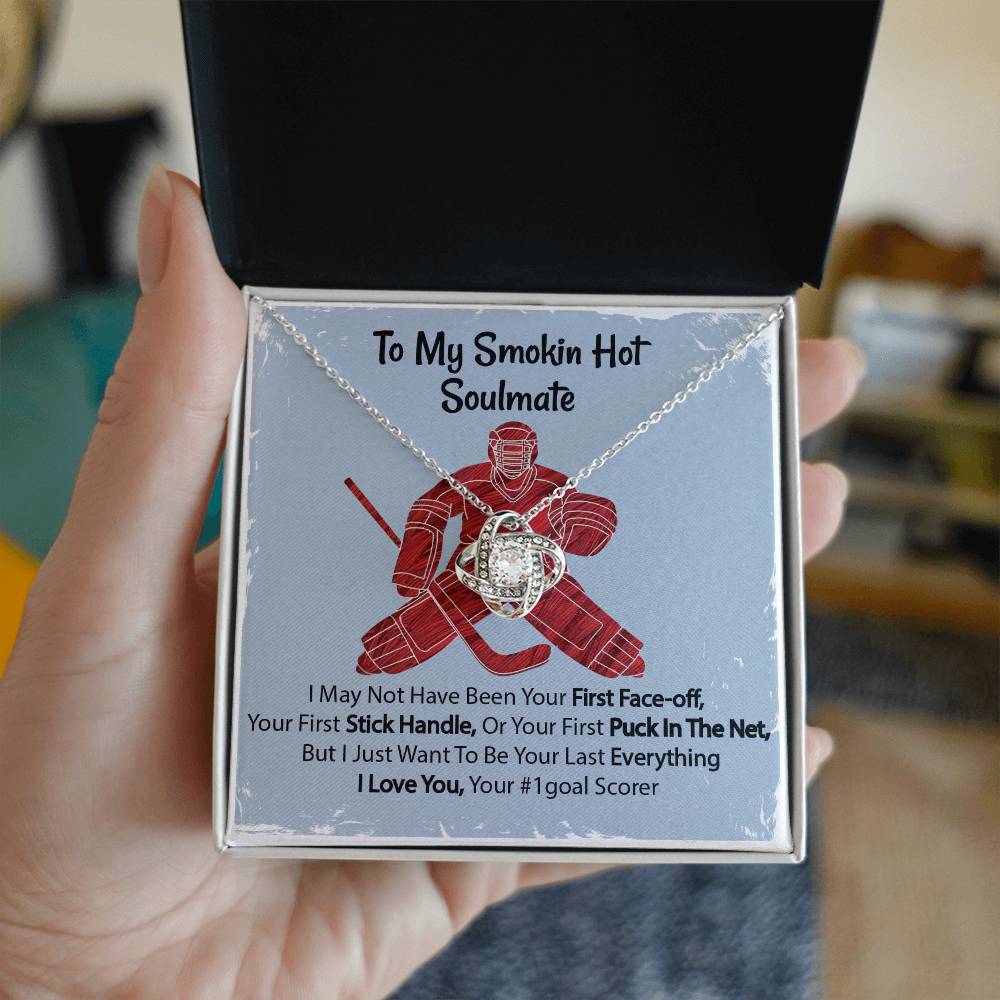 To My Smokin Hot
Soulmate
I May Not Have Been Your First Face-off,
Your First Stick Handle, Or Your First Puck In The Net,
But I Just Want To Be Your Last Everything
I Love You, Your #1goal Scorer